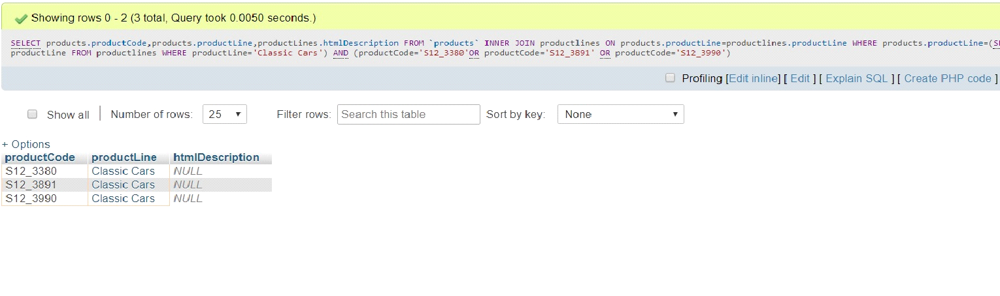 Showing rows 0 - 2 (3 total, Query took 0.0050 seconds.)
SELECT products.productCode,products.productLine,productLines.htmlDescription FROM `products` INNER JOIN productlines ON products.productLine=productlines.productLine WHERE products.productLine=(
productLine FROM productlines WHERE productLine='Classic Cars') AND (productCode='S12_3380'OR productCode='S12_3891' OR productCode='S12_3990')
Profiling [Edit inline] [ Edit ] [ Explain SQL ] [ Create PHP code ]
Show all Number of rows: 25 Filter rows: Search this table Sort by key: None
+ Options
productCode productLine htmlDescription
S12_3380 Classic Cars NULL
S12_3891 Classic Cars NULL
S12_3990 Classic Cars NULL